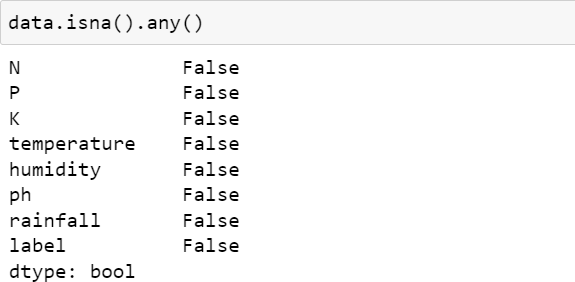 data.isna().any()
N False
P False
K False
temperature False
humidity False
ph False
rainfall False
label False
dtype: bool